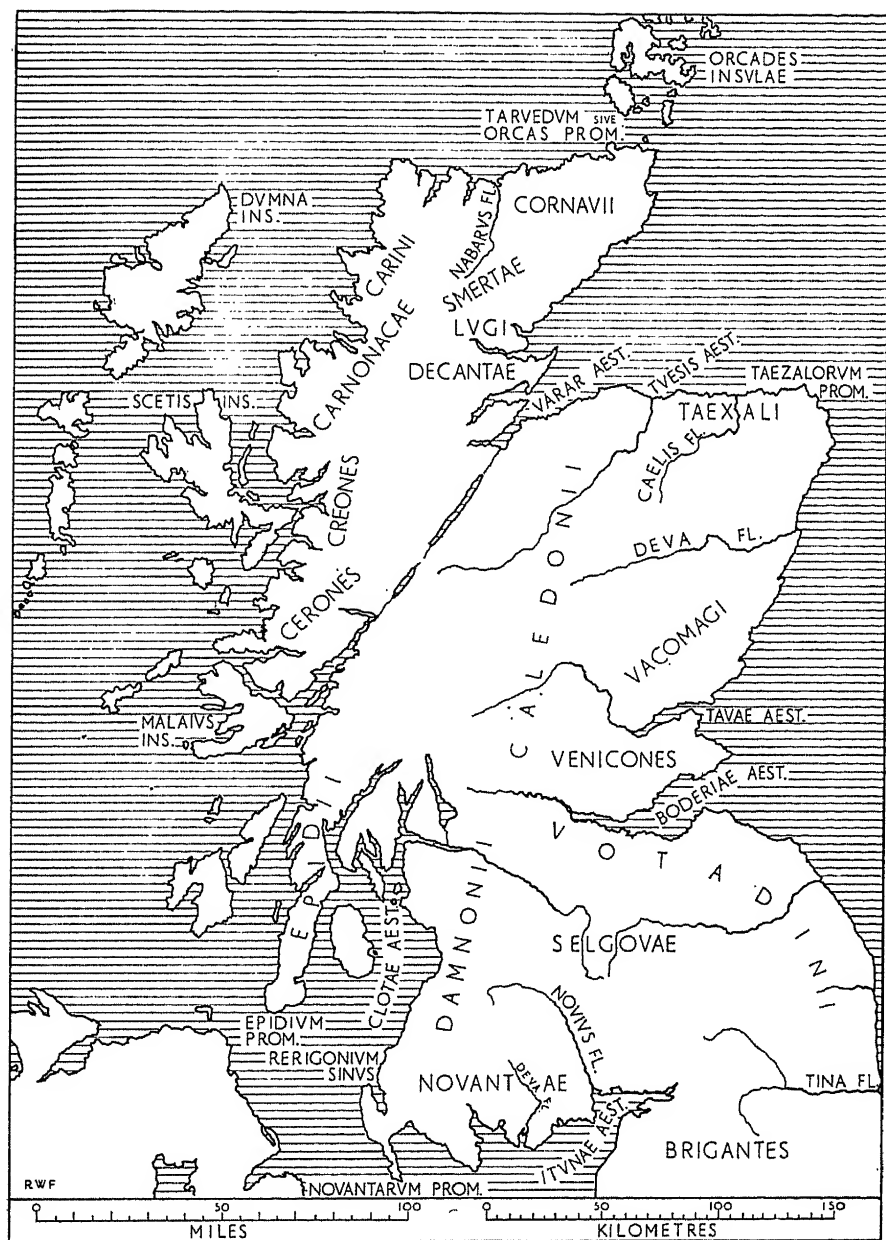 ORCADES
INSVLAE
TARVEDVM SIVE
ORCAS PROM.
DVMNA
INS.
NABARVS FL.
CORNAVII
CARINI
SMERTAE
LVGI
CARNONACAE
DECANTAE
VARAR AEST.
TVESIS AEST.
TAEZALORVM
PROM.
SCETIS INS.
TAEXALI
CAELIS FL.
CREONES
DEVA FL.
CERONES
CALEDONII
VACOMAGI
MALAIVS
INS.
TAVAE AEST.
VENICONES
BODERIAE AEST.
EPIDII
VOTADINI
DAMNONII
SELGOVAE
CLOTAE AEST.
EPIDIVM
PROM.
RERIGONIVM
SINVS
NOVIVS FL.
NOVANTAE
DEVA FL.
TINA FL.
ITVNAE AEST.
BRIGANTES
RWF
NOVANTARVM PROM.
0 50 100 0 50 100 150
MILES KILOMETRES